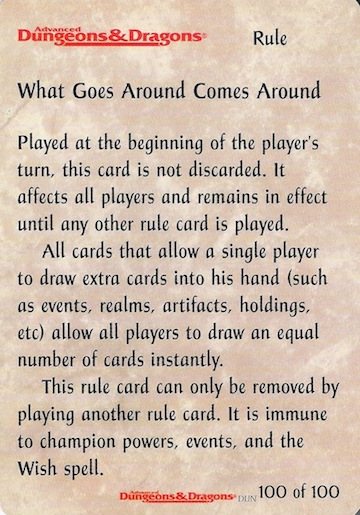 Advanced
Dungeons & Dragons® Rule
What Goes Around Comes Around
Played at the beginning of the player's
turn, this card is not discarded. It
affects all players and remains in effect
until any other rule card is played.
All cards that allow a single player
to draw extra cards into his hand (such
as events, realms, artifacts, holdings,
etc) allow all players to draw an equal
number of cards instantly.
This rule card can only be removed by
playing another rule card. It is immune
to champion powers, events, and the
Wish spell.
Advanced
Dungeons & Dragons® DUN 100 of 100